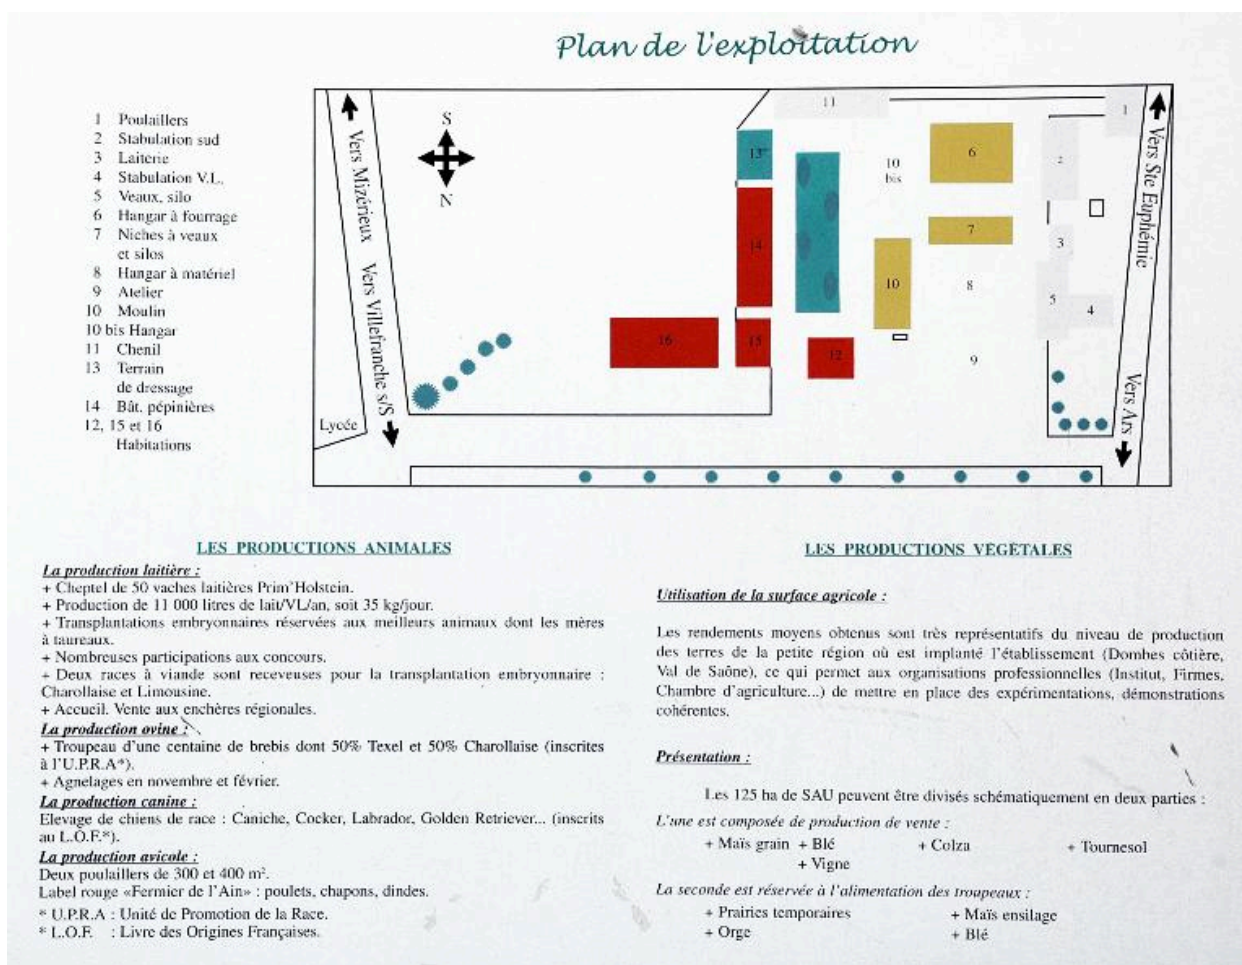 Plan de l'exploitation
1 Poulaillers
2 Stabulation sud
3 Laiterie
4 Stabulation V.L.
5 Veaux, silo
6 Hangar à fourrage
7 Niches à veaux
et silos
8 Hangar à matériel
9 Atelier
10 Moulin
10 bis Hangar
11 Chenil
13 Terrain
de dressage
14 Bât. pépinières
12, 15 et 16
Habitations
Vers Mizérieux
Vers Villefranche s/S
Lycée
S
N
11
1
13
6
10
bis
2
7
14
3
10
8
5
4
16
15
12
9
Vers Ste Euphémie
Vers Ars
LES PRODUCTIONS ANIMALES
La production laitière :
+ Cheptel de 50 vaches laitières Prim'Holstein.
+ Production de 11 000 litres de lait/VL/an, soit 35 kg/jour.
+ Transplantations embryonnaires réservées aux meilleurs animaux dont les mères
à taureaux.
+ Nombreuses participations aux concours.
+ Deux races à viande sont receveuses pour la transplantation embryonnaire :
Charollaise et Limousine.
+ Accueil. Vente aux enchères régionales.
La production ovine :
+ Troupeau d'une centaine de brebis dont 50% Texel et 50% Charollaise (inscrites
à l'U.P.R.A*).
+ Agnelages en novembre et février.
La production canine :
Elevage de chiens de race : Caniche, Cocker, Labrador, Golden Retriever... (inscrits
au L.O.F.*).
La production avicole :
Deux poulaillers de 300 et 400 m².
Label rouge «Fermier de l'Ain» : poulets, chapons, dindes.
* U.P.R.A : Unité de Promotion de la Race.
* L.O.F. : Livre des Origines Françaises.
LES PRODUCTIONS VEGETALES
Utilisation de la surface agricole :
Les rendements moyens obtenus sont très représentatifs du niveau de production
des terres de la petite région où est implanté l'établissement (Dombes côtière,
Val de Saône), ce qui permet aux organisations professionnelles (Institut, Firmes,
Chambre d'agriculture...) de mettre en place des expérimentations, démonstrations
cohérentes.
Présentation :
Les 125 ha de SAU peuvent être divisés schématiquement en deux parties :
L'une est composée de production de vente :
+ Maïs grain + Blé + Colza + Tournesol
+ Vigne
La seconde est réservée à l'alimentation des troupeaux :
+ Prairies temporaires + Maïs ensilage
+ Orge + Blé